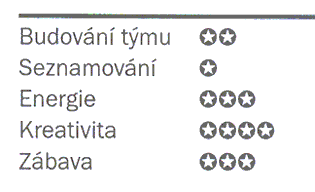 Budování týmu ✪✪
Seznamování ✪
Energie ✪✪✪
Kreativita ✪✪✪✪
Zábava ✪✪✪